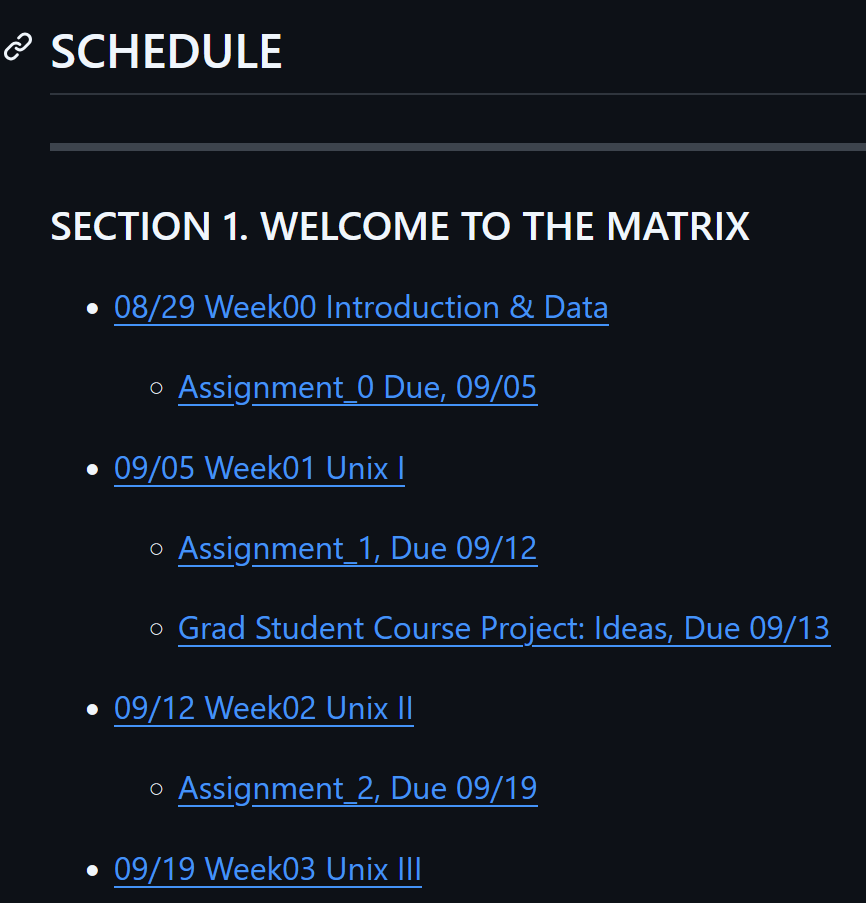 SCHEDULE
SECTION 1. WELCOME TO THE MATRIX
08/29 Week00 Introduction & Data
Assignment_0 Due, 09/05
09/05 Week01 Unix I
Assignment_1, Due 09/12
Grad Student Course Project: Ideas, Due 09/13
09/12 Week02 Unix II
Assignment_2, Due 09/19
09/19 Week03 Unix III